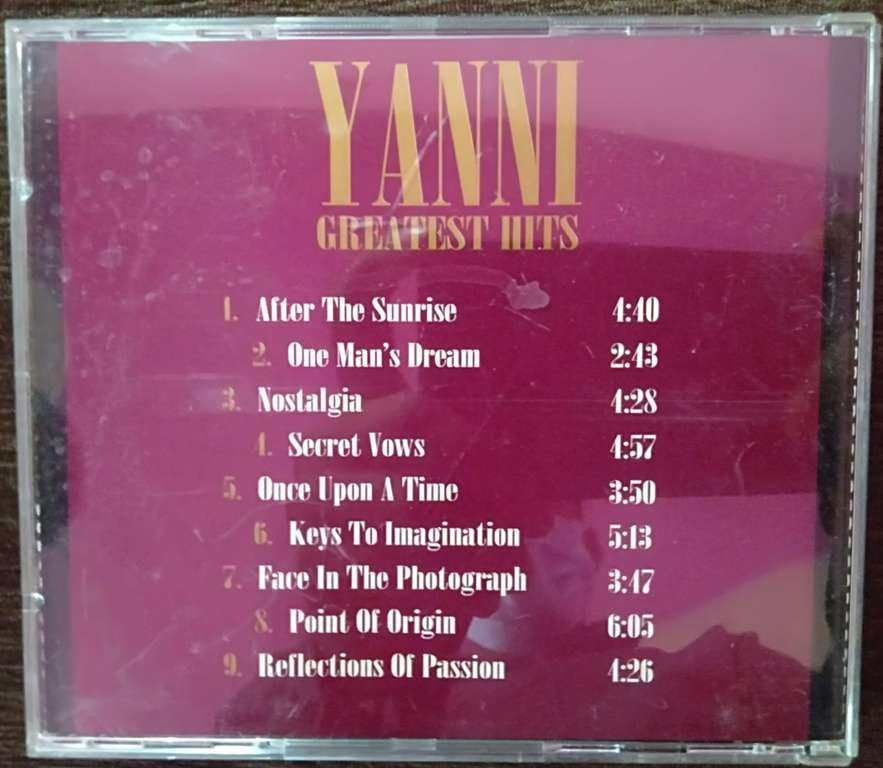 YANNI
GREATEST HITS
1. After The Sunrise 4:40
2. One Man's Dream 2:43
3. Nostalgia 4:28
4. Secret Vows 4:57
5. Once Upon A Time 3:50
6. Keys To Imagination 5:13
7. Face In The Photograph 3:47
8. Point Of Origin 6:05
9. Reflections Of Passion 4:26